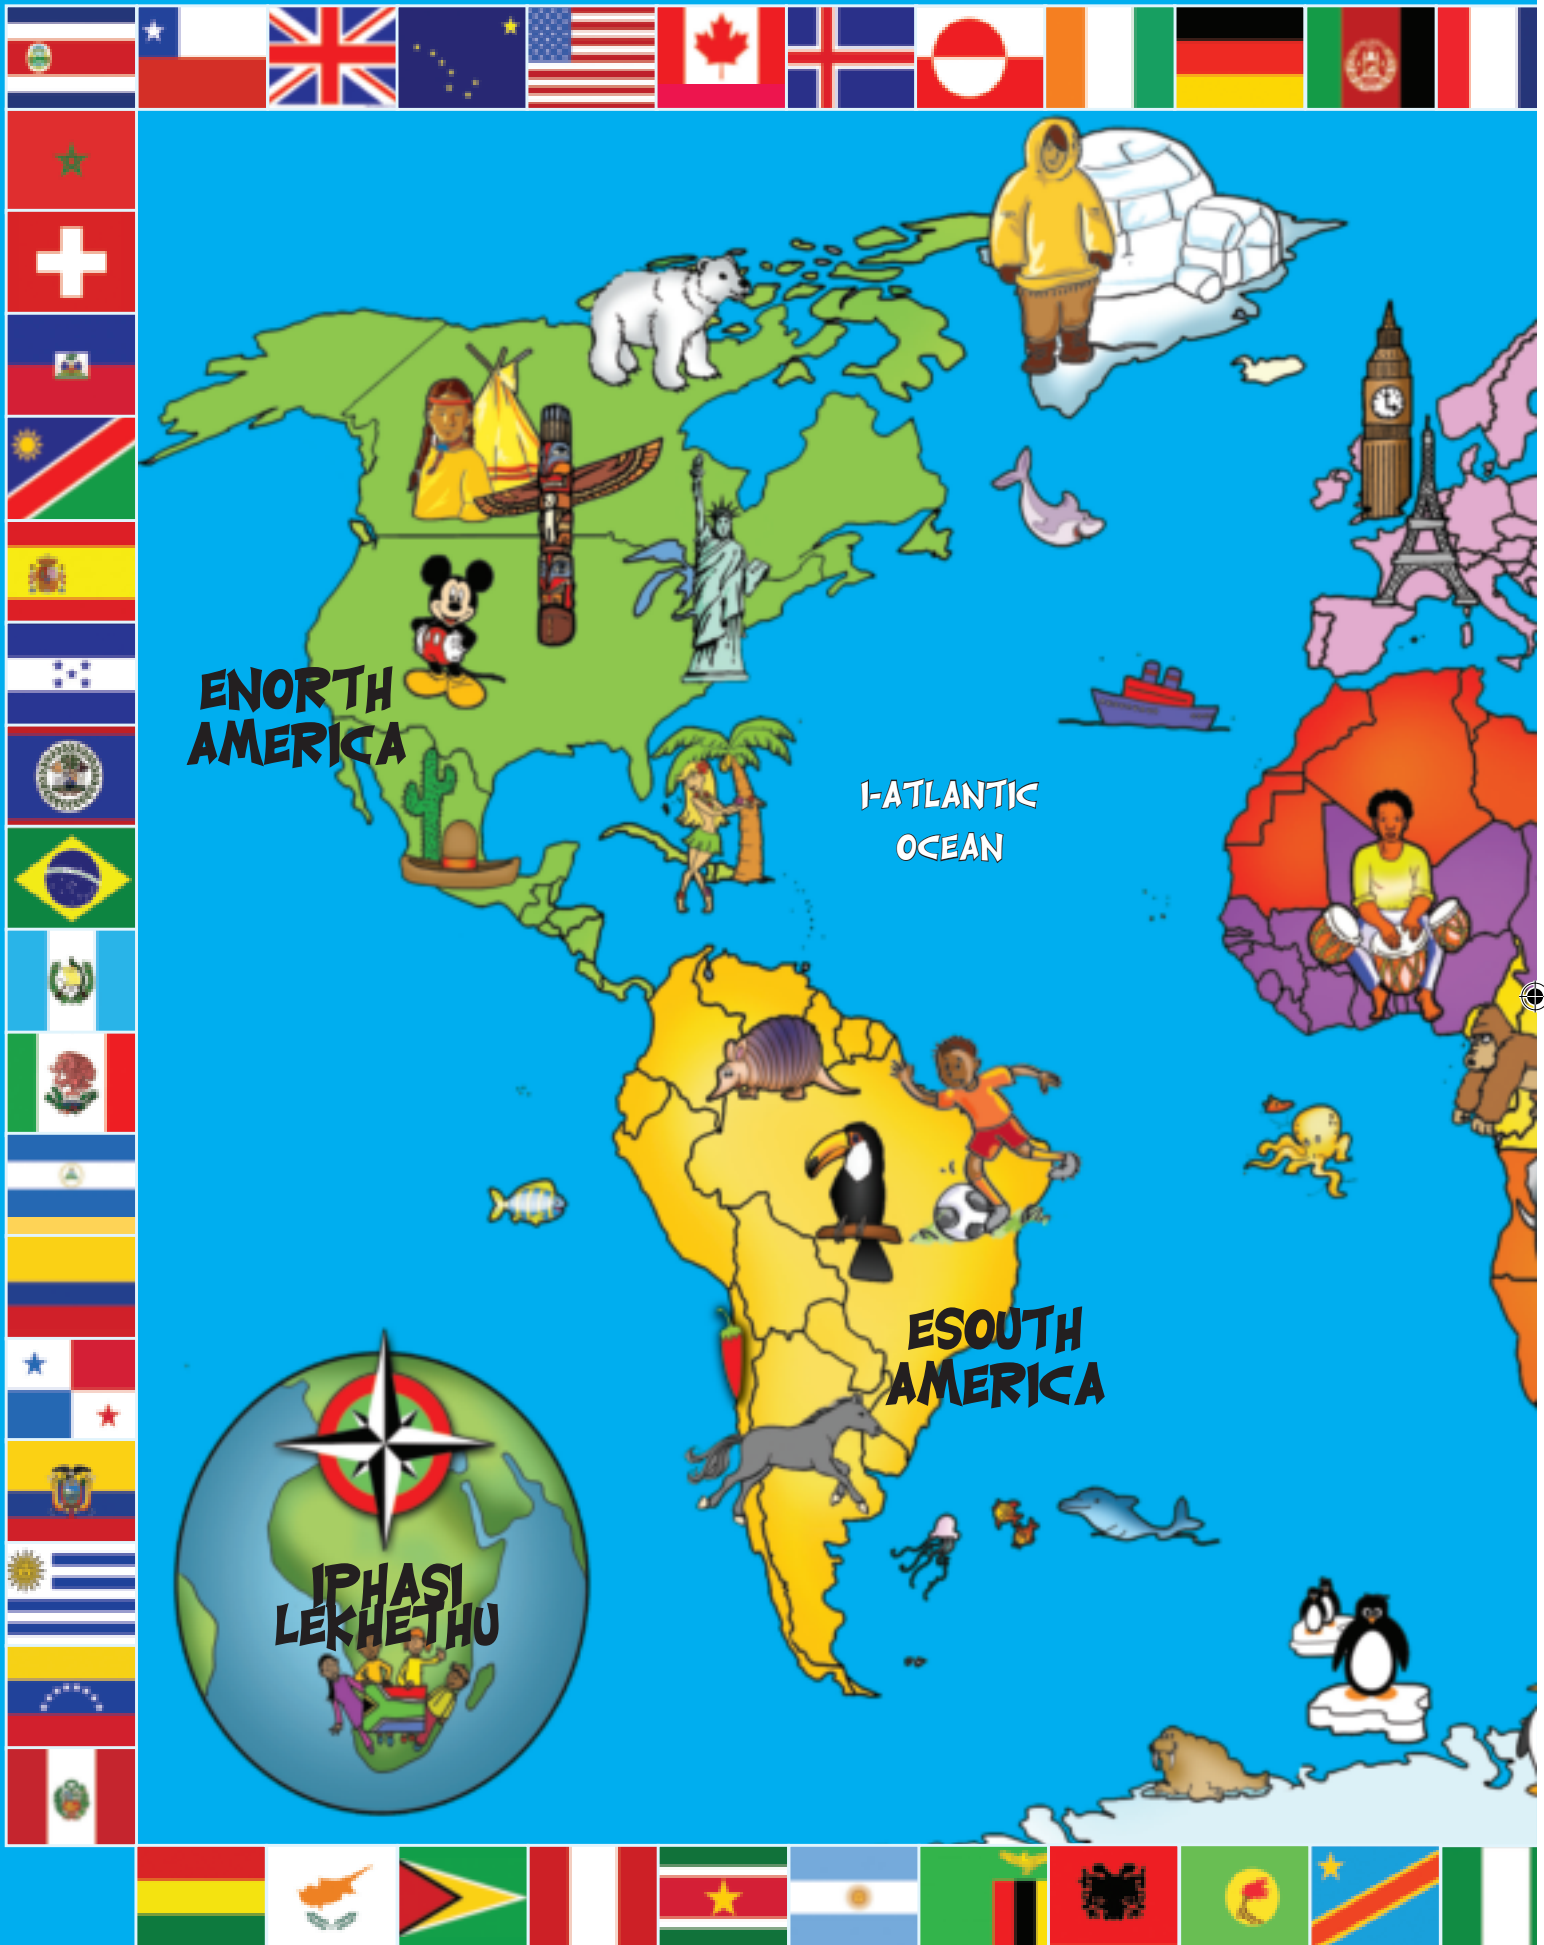 ENORTH
AMERICA
I-ATLANTIC
OCEAN
ESOUTH
AMERICA
IPHASI
LEKHETHU